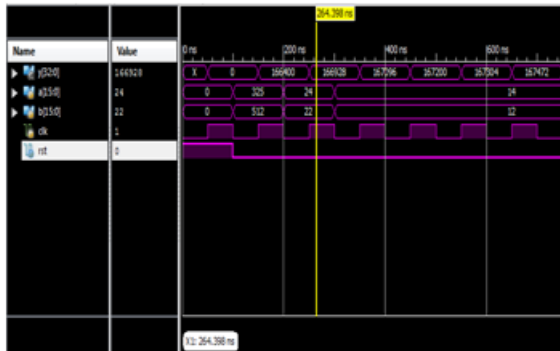 264.398 ns
Name Value 0 ns 200 ns 400 ns 600 ns
y[32:0] 166928 X 0 166400 166928 167096 167200 167304 167472
a[15:0] 24 0 325 24 14
b[15:0] 22 0 512 22 12
clk 1
rst 0
X1: 264.398 ns